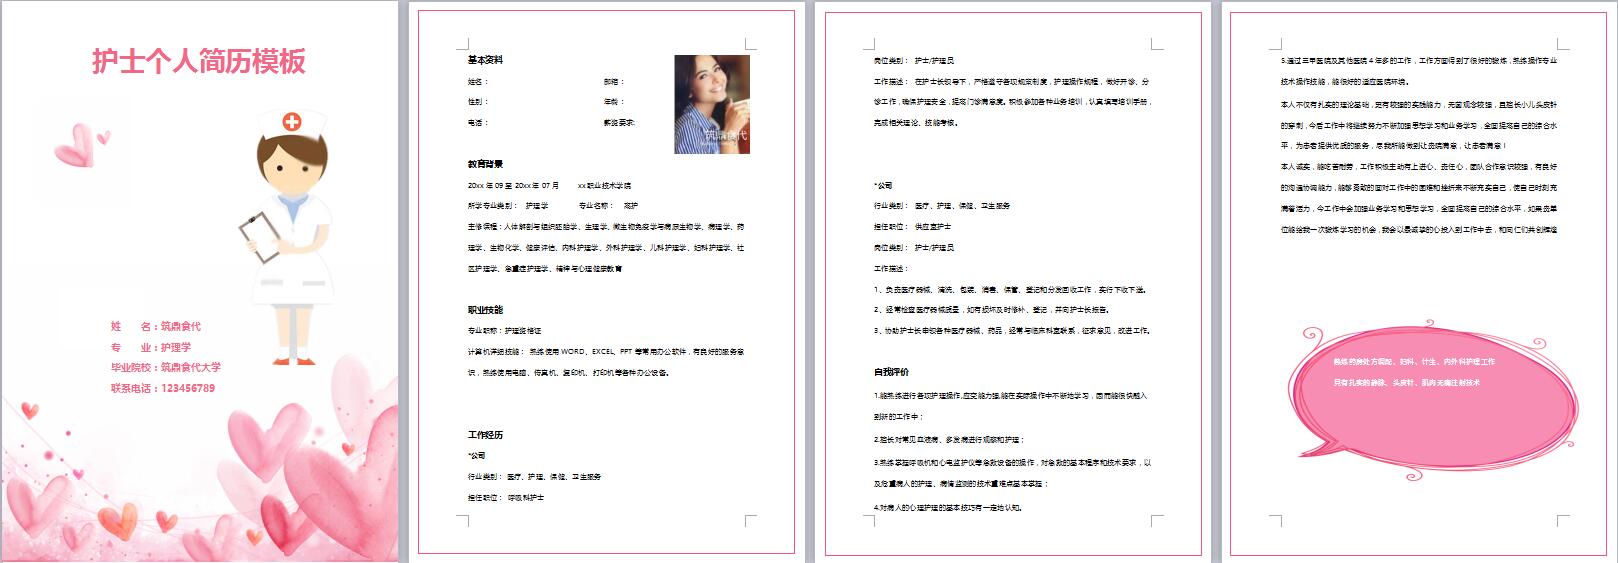 护士个人简历模板
姓　　名：筑鼎食代
专　　业：护理学
毕业院校：筑鼎食代大学
联系电话：123456789
基本资料
姓名： 邮箱：
性别： 年龄：
电话： 薪资要求:
筑鼎食代
教育背景
20xx 年 09 至 20xx 年 07 月 xx 职业技术学院
所学专业类别： 护理学 专业名称： 高护
主修课程：人体解剖与组织胚胎学、生理学、微生物免疫学与病原生物学、病理学、药
理学、生物化学、健康评估、内科护理学、外科护理学、儿科护理学、妇科护理学、社
区护理学、急重症护理学、精神与心理健康教育
职业技能
专业职称：护理资格证
计算机详细技能： 熟练使用 WORD、EXCEL、PPT 等常用办公软件，有良好的服务意
识，熟练使用电脑、传真机、复印机、打印机等各种办公设备。
工作经历
*公司
行业类别： 医疗、护理、保健、卫生服务
担任职位： 呼吸科护士
岗位类别： 护士/护理员
工作描述： 在护士长领导下，严格遵守各项规章制度，护理操作规程，做好开诊、分
诊工作，确保护理安全，提高门诊满意度。积极参加各种业务培训，认真填写培训手册，
完成相关理论、技能考核。
*公司
行业类别： 医疗、护理、保健、卫生服务
担任职位： 供应室护士
岗位类别： 护士/护理员
工作描述：
1、负责医疗器械、清洗、包装、消毒、保管、登记和分发回收工作，实行下收下送。
2、经常检查医疗器械质量，如有损坏及时修补、登记，并向护士长报告。
3、协助护士长申领各种医疗器械、药品，经常与临床科室联系，征求意见，改进工作。
自我评价
1.能熟练进行各项护理操作,应变能力强,能在实际操作中不断地学习，因而能很快融入
到新的工作中；
2.擅长对常见血液病、多发病进行观察和护理；
3.熟练掌握呼吸机和心电监护仪等急救设备的操作，对急救的基本程序和技术要求，以
及危重病人的护理、病情监测的技术重难点基本掌握；
4.对病人的心理护理的基本技巧有一定地认知。
5.通过三甲医院及其他医院 4 年多的工作，工作方面得到了很好的锻炼，熟练操作专业
技术操作技能，能很好的适应医院环境。
本人不仅有扎实的理论基础，更有较强的实践能力，无菌观念较强，且擅长小儿头皮针
的穿刺，今后工作中将继续努力不断加强思想学习和业务学习，全面提高自己的综合水
平，为患者提供优质的服务，尽我所能做到让贵院满意，让患者满意！
本人诚实，能吃苦耐劳，工作积极主动有上进心、责任心，团队合作意识较强，有良好
的沟通协调能力，能够勇敢的面对工作中的困难和挫折来不断充实自己，使自己时刻充
满着活力，今工作中会加强业务学习和思想学习，全面提高自己的综合水平，如果贵单
位能给我一次锻炼学习的机会，我会以最诚挚的心投入到工作中去，和同仁们共创辉煌
熟练药房处方调配、妇科、计生、内外科护理工作
只有扎实的静脉、头皮针、肌肉无痛注射技术